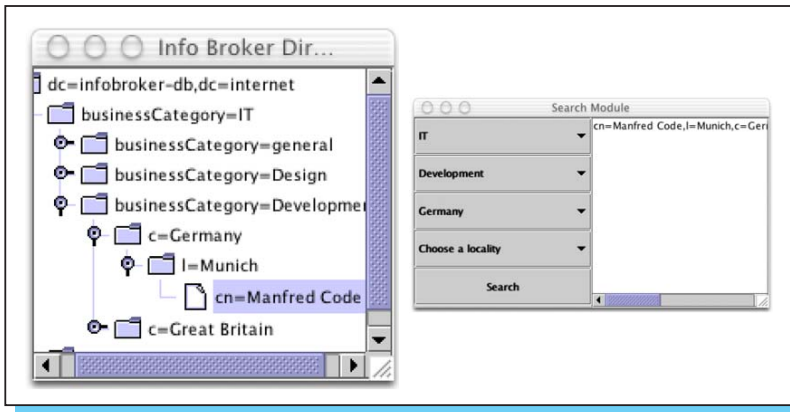 Info Broker Dir...
dc=infobroker-db,dc=internet
businessCategory=IT
businessCategory=general
businessCategory=Design
businessCategory=Developme
c=Germany
l=Munich
cn=Manfred Code
c=Great Britain
Search Module
IT
Development
Germany
Choose a locality
Search
cn=Manfred Code,l=Munich,c=Ger